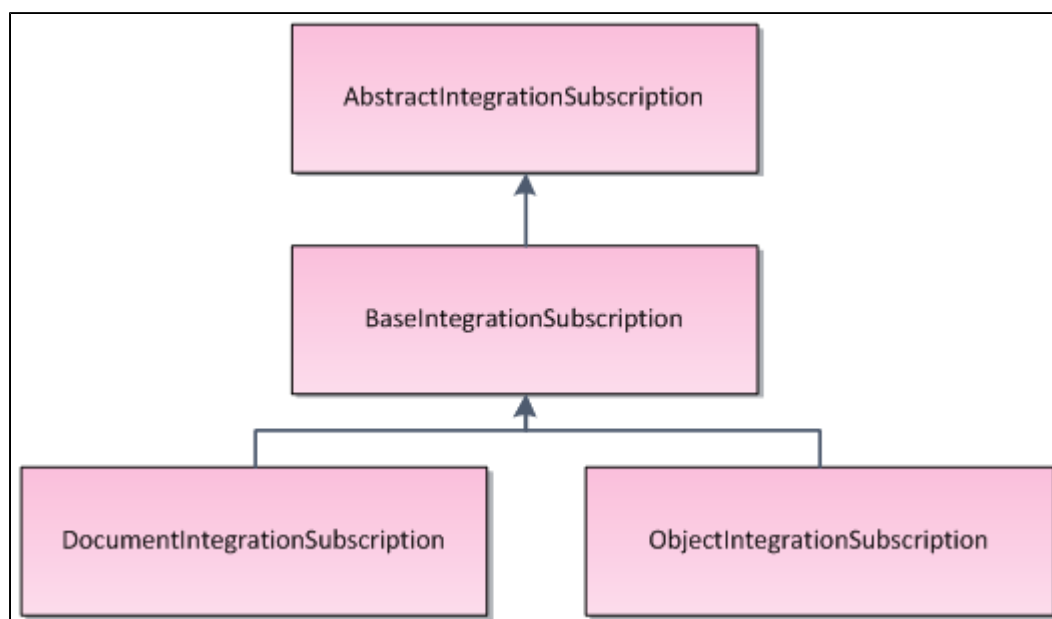 AbstractIntegrationSubscription
BaseIntegrationSubscription
DocumentIntegrationSubscription
ObjectIntegrationSubscription